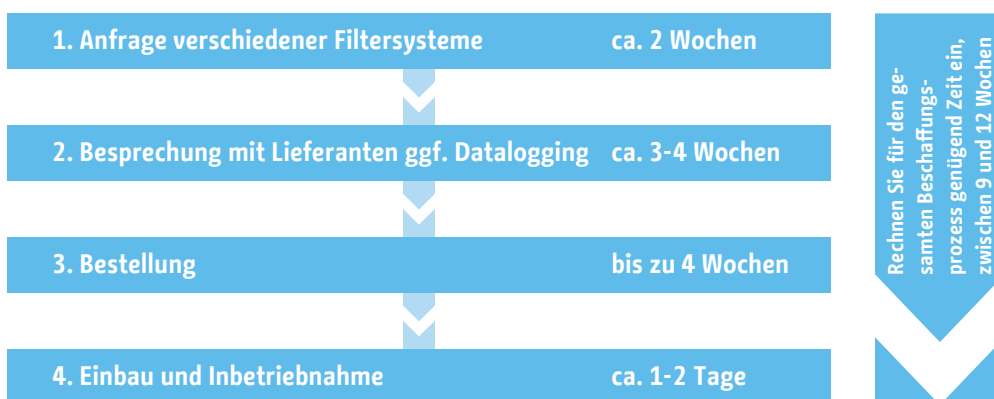 1. Anfrage verschiedener Filtersysteme ca. 2 Wochen
2. Besprechung mit Lieferanten ggf. Datalogging ca. 3-4 Wochen
3. Bestellung bis zu 4 Wochen
4. Einbau und Inbetriebnahme ca. 1-2 Tage
Rechnen Sie für den ge-
samten Beschaffungs-
prozess genügend Zeit ein,
zwischen 9 und 12 Wochen